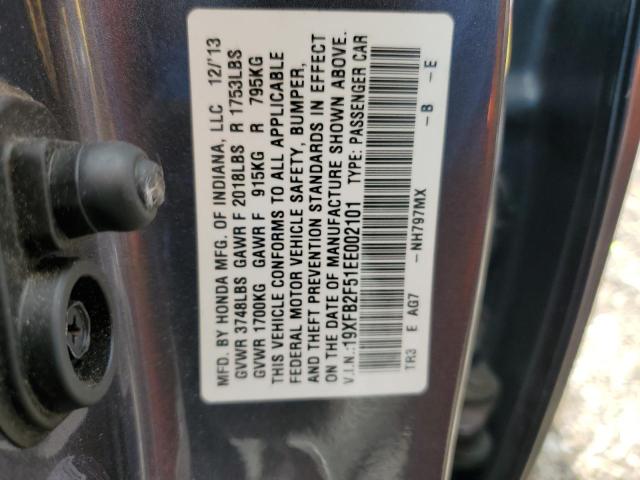 MFD. BY HONDA MFG. OF INDIANA, LLC 12/'13
GVWR 3748LBS GAWR F 2018LBS R 1753LBS
GVWR 1700KG GAWR F 915KG R 795KG
THIS VEHICLE CONFORMS TO ALL APPLICABLE
FEDERAL MOTOR VEHICLE SAFETY, BUMPER,
AND THEFT PREVENTION STANDARDS IN EFFECT
ON THE DATE OF MANUFACTURE SHOWN ABOVE.
V.I.N.:19XFB2F51EE002101 TYPE: PASSENGER CAR
TR3 E AG7 -NH797MX -B -E